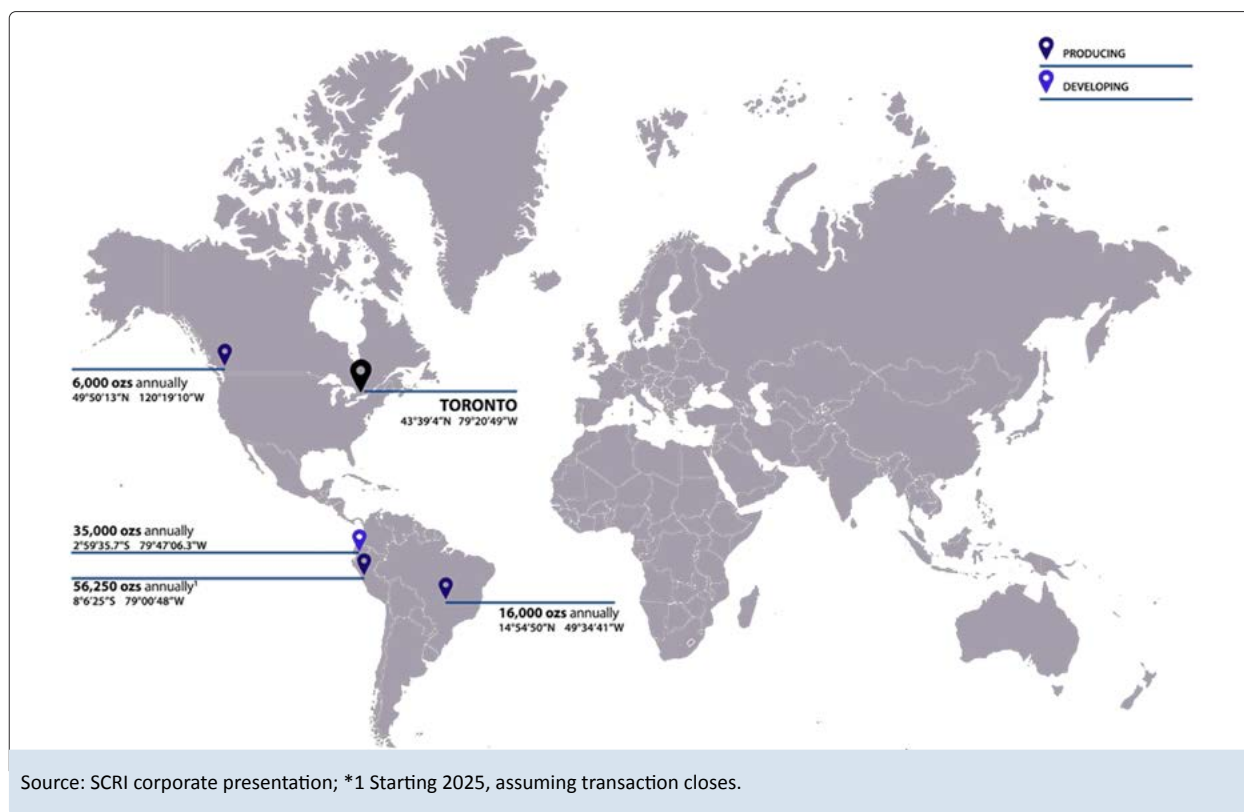 PRODUCING
DEVELOPING
6,000 ozs annually
49°50'13"N 120°19'10"W
TORONTO
43°39'4"N 79°20'49"W
35,000 ozs annually
2°59'35.7"S 79°47'06.3"W
56,250 ozs annually¹
8°6'25"S 79°00'48"W
16,000 ozs annually
14°54'50"N 49°34'41"W
Source: SCRI corporate presentation; *1 Starting 2025, assuming transaction closes.